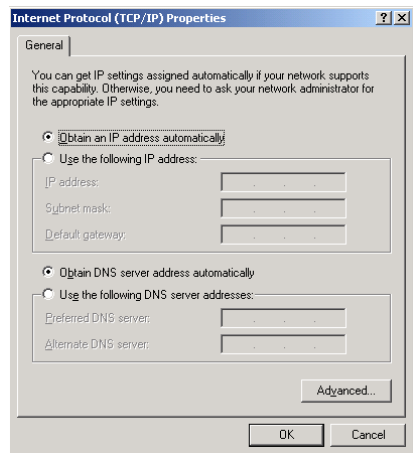 Internet Protocol (TCP/IP) Properties
General
You can get IP settings assigned automatically if your network supports
this capability. Otherwise, you need to ask your network administrator for
the appropriate IP settings.
Obtain an IP address automatically
Use the following IP address:
IP address:
Subnet mask:
Default gateway:
Obtain DNS server address automatically
Use the following DNS server addresses:
Preferred DNS server:
Alternate DNS server:
Advanced...
OK Cancel